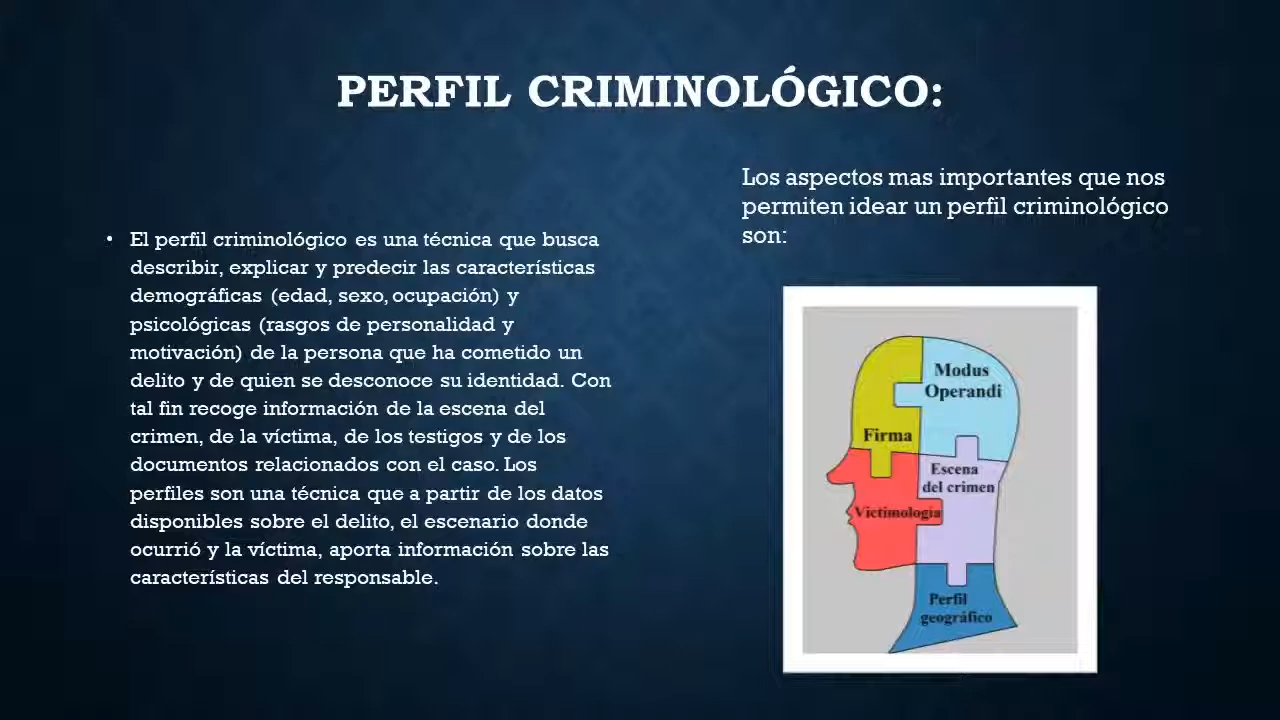 PERFIL CRIMINOLÓGICO:
• El perfil criminológico es una técnica que busca
describir, explicar y predecir las características
demográficas (edad, sexo, ocupación) y
psicológicas (rasgos de personalidad y
motivación) de la persona que ha cometido un
delito y de quien se desconoce su identidad. Con
tal fin recoge información de la escena del
crimen, de la víctima, de los testigos y de los
documentos relacionados con el caso. Los
perfiles son una técnica que a partir de los datos
disponibles sobre el delito, el escenario donde
ocurrió y la víctima, aporta información sobre las
características del responsable.
Los aspectos mas importantes que nos
permiten idear un perfil criminológico
son:
Modus
Operandi
Firma
Escena
del crimen
Victimología
Perfil
geográfico